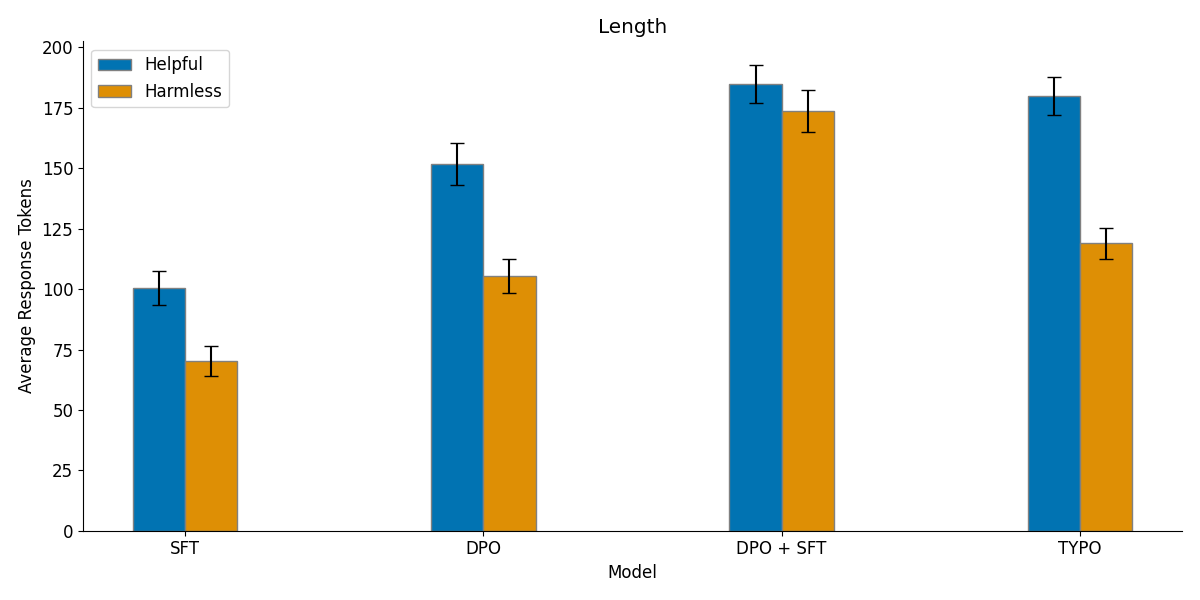 Length
Helpful
Harmless
Average Response Tokens
200
175
150
125
100
75
50
25
0
SFT
DPO
DPO + SFT
TYPO
Model